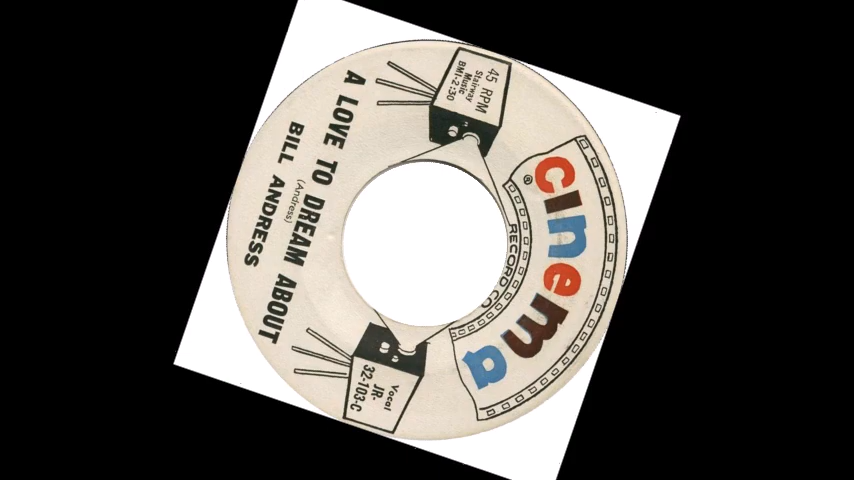 cinema
®
RECORD CO.
45 RPM
Stairway
Music
BMI-2:30
Vocal
JR-
32-103-C
A LOVE TO DREAM ABOUT
(Andress)
BILL ANDRESS